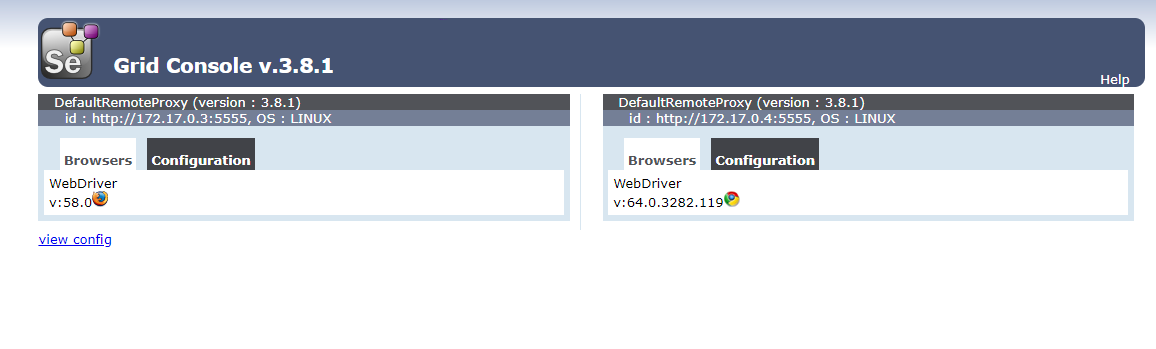 Se
Grid Console v.3.8.1
Help
DefaultRemoteProxy (version : 3.8.1)
id : http://172.17.0.3:5555, OS : LINUX
Browsers
Configuration
WebDriver
v:58.0
DefaultRemoteProxy (version : 3.8.1)
id : http://172.17.0.4:5555, OS : LINUX
Browsers
Configuration
WebDriver
v:64.0.3282.119
view config